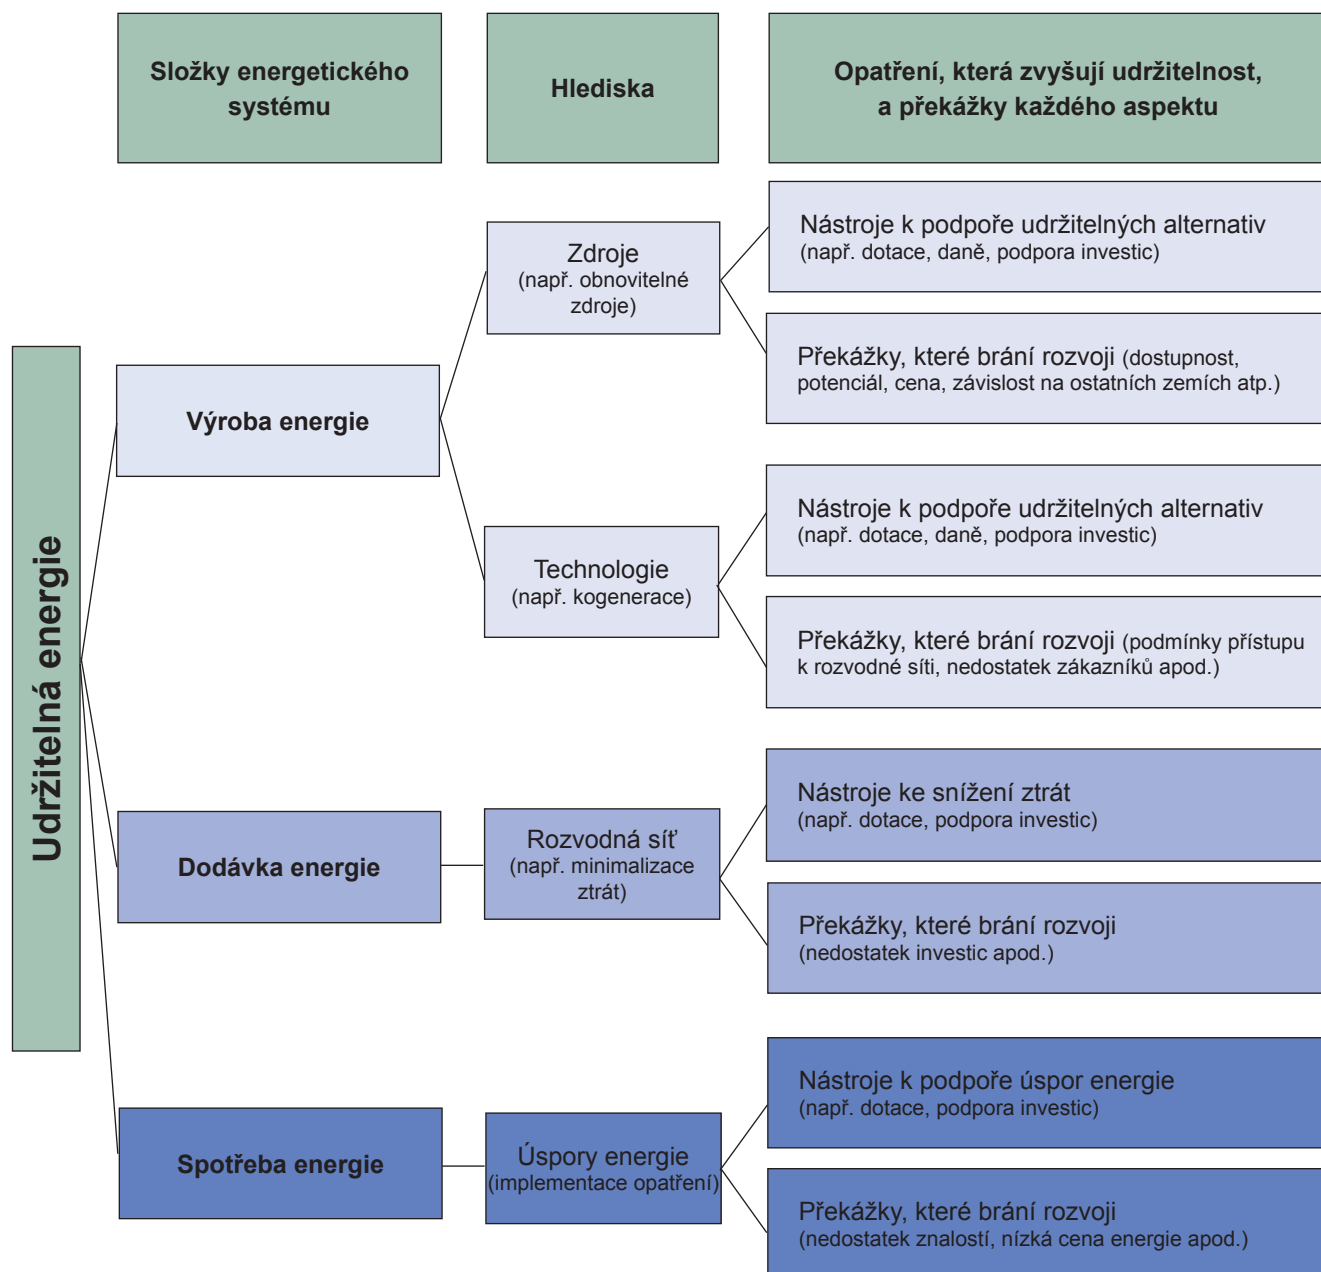 Složky energetického
systému
Hlediska
Opatření, která zvyšují udržitelnost,
a překážky každého aspektu
Udržitelná energie
Výroba energie
Zdroje
(např. obnovitelné
zdroje)
Nástroje k podpoře udržitelných alternativ
(např. dotace, daně, podpora investic)
Překážky, které brání rozvoji (dostupnost,
potenciál, cena, závislost na ostatních zemích atp.)
Technologie
(např. kogenerace)
Nástroje k podpoře udržitelných alternativ
(např. dotace, daně, podpora investic)
Překážky, které brání rozvoji (podmínky přístupu
k rozvodné síti, nedostatek zákazníků apod.)
Dodávka energie
Rozvodná síť
(např. minimalizace
ztrát)
Nástroje ke snížení ztrát
(např. dotace, podpora investic)
Překážky, které brání rozvoji
(nedostatek investic apod.)
Spotřeba energie
Úspory energie
(implementace opatření)
Nástroje k podpoře úspor energie
(např. dotace, podpora investic)
Překážky, které brání rozvoji
(nedostatek znalostí, nízká cena energie apod.)